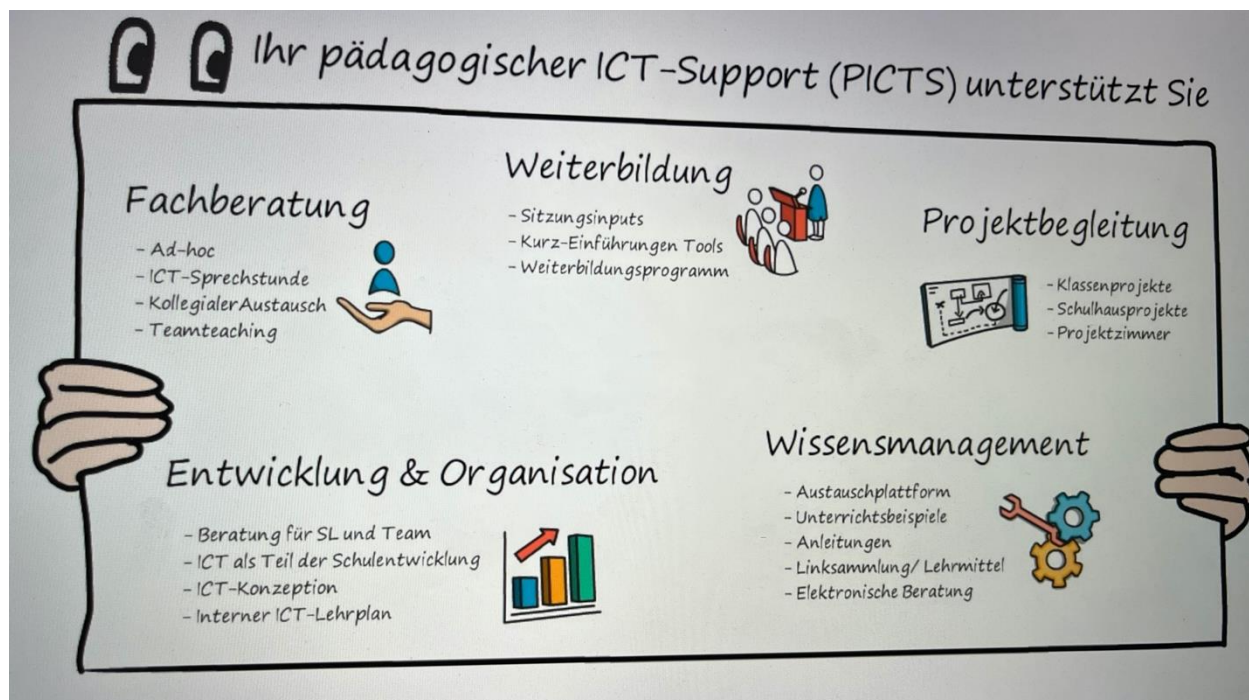 Ihr pädagogischer ICT-Support (PICTS) unterstützt Sie
Fachberatung
- Ad-hoc
- ICT-Sprechstunde
- Kollegialer Austausch
- Teamteaching
Weiterbildung
- Sitzungsinputs
- Kurz-Einführungen Tools
- Weiterbildungsprogramm
Projektbegleitung
- Klassenprojekte
- Schulhausprojekte
- Projektzimmer
Entwicklung & Organisation
- Beratung für SL und Team
- ICT als Teil der Schulentwicklung
- ICT-Konzeption
- Interner ICT-Lehrplan
Wissensmanagement
- Austauschplattform
- Unterrichtsbeispiele
- Anleitungen
- Linksammlung/ Lehrmittel
- Elektronische Beratung